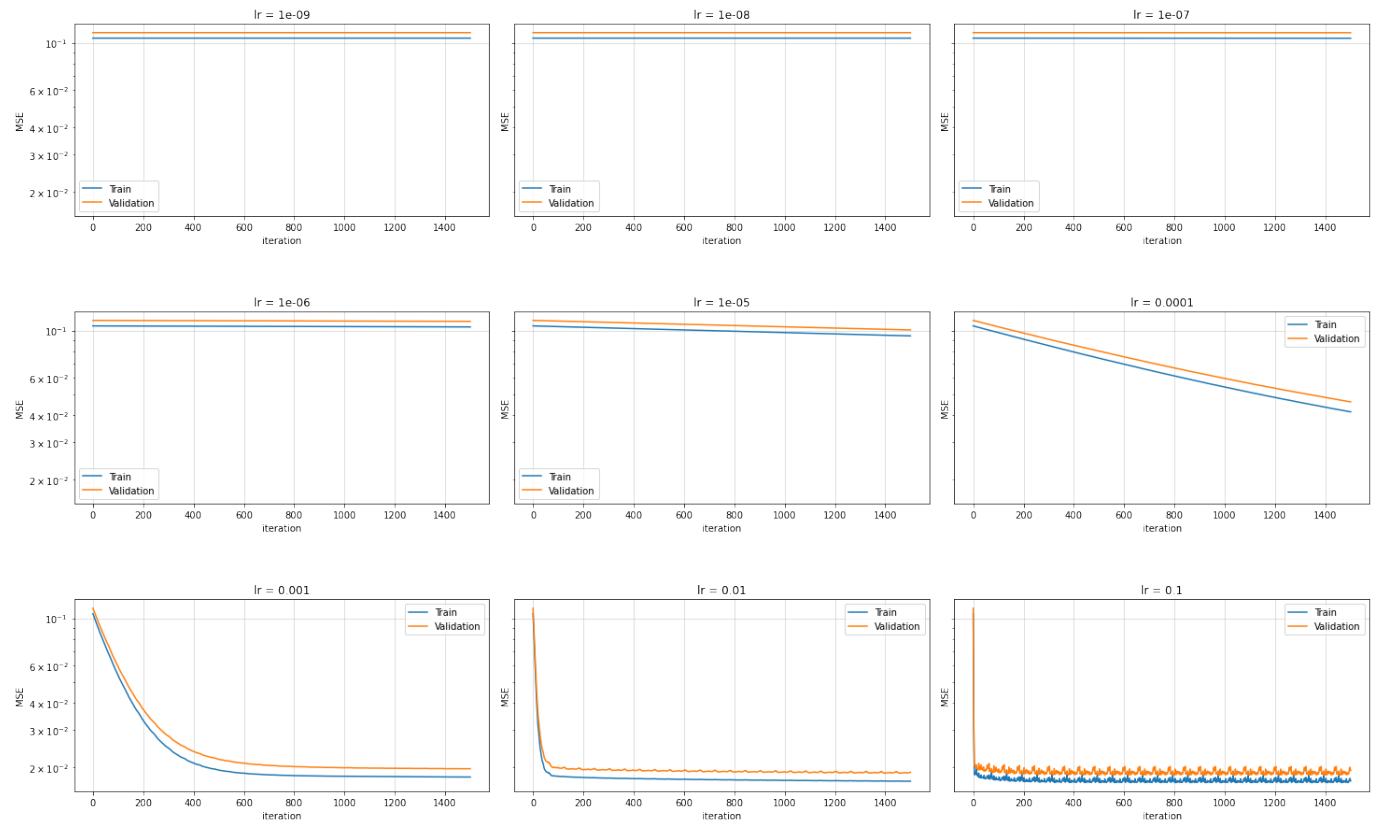 lr = 1e-09
lr = 1e-08
lr = 1e-07
MSE
10⁻¹
6 × 10⁻²
4 × 10⁻²
3 × 10⁻²
2 × 10⁻²
Train
Validation
0 200 400 600 800 1000 1200 1400
iteration
MSE
Train
Validation
0 200 400 600 800 1000 1200 1400
iteration
MSE
Train
Validation
0 200 400 600 800 1000 1200 1400
iteration
lr = 1e-06
lr = 1e-05
lr = 0.0001
MSE
10⁻¹
6 × 10⁻²
4 × 10⁻²
3 × 10⁻²
2 × 10⁻²
Train
Validation
0 200 400 600 800 1000 1200 1400
iteration
MSE
Train
Validation
0 200 400 600 800 1000 1200 1400
iteration
MSE
Train
Validation
0 200 400 600 800 1000 1200 1400
iteration
lr = 0.001
lr = 0.01
lr = 0.1
MSE
10⁻¹
6 × 10⁻²
4 × 10⁻²
3 × 10⁻²
2 × 10⁻²
Train
Validation
0 200 400 600 800 1000 1200 1400
iteration
MSE
Train
Validation
0 200 400 600 800 1000 1200 1400
iteration
MSE
Train
Validation
0 200 400 600 800 1000 1200 1400
iteration